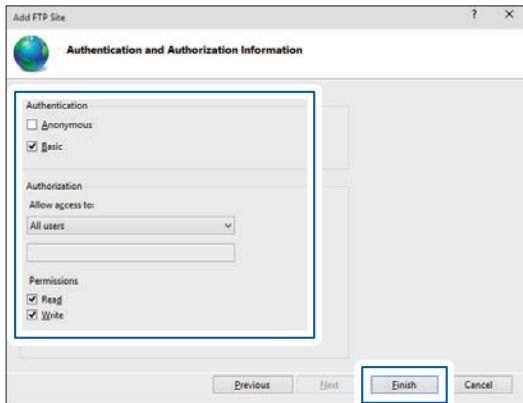 Add FTP Site ? X
Authentication and Authorization Information
Authentication
Anonymous
Basic
Authorization
Allow access to:
All users
Permissions
Read
Write
Previous Next Finish Cancel